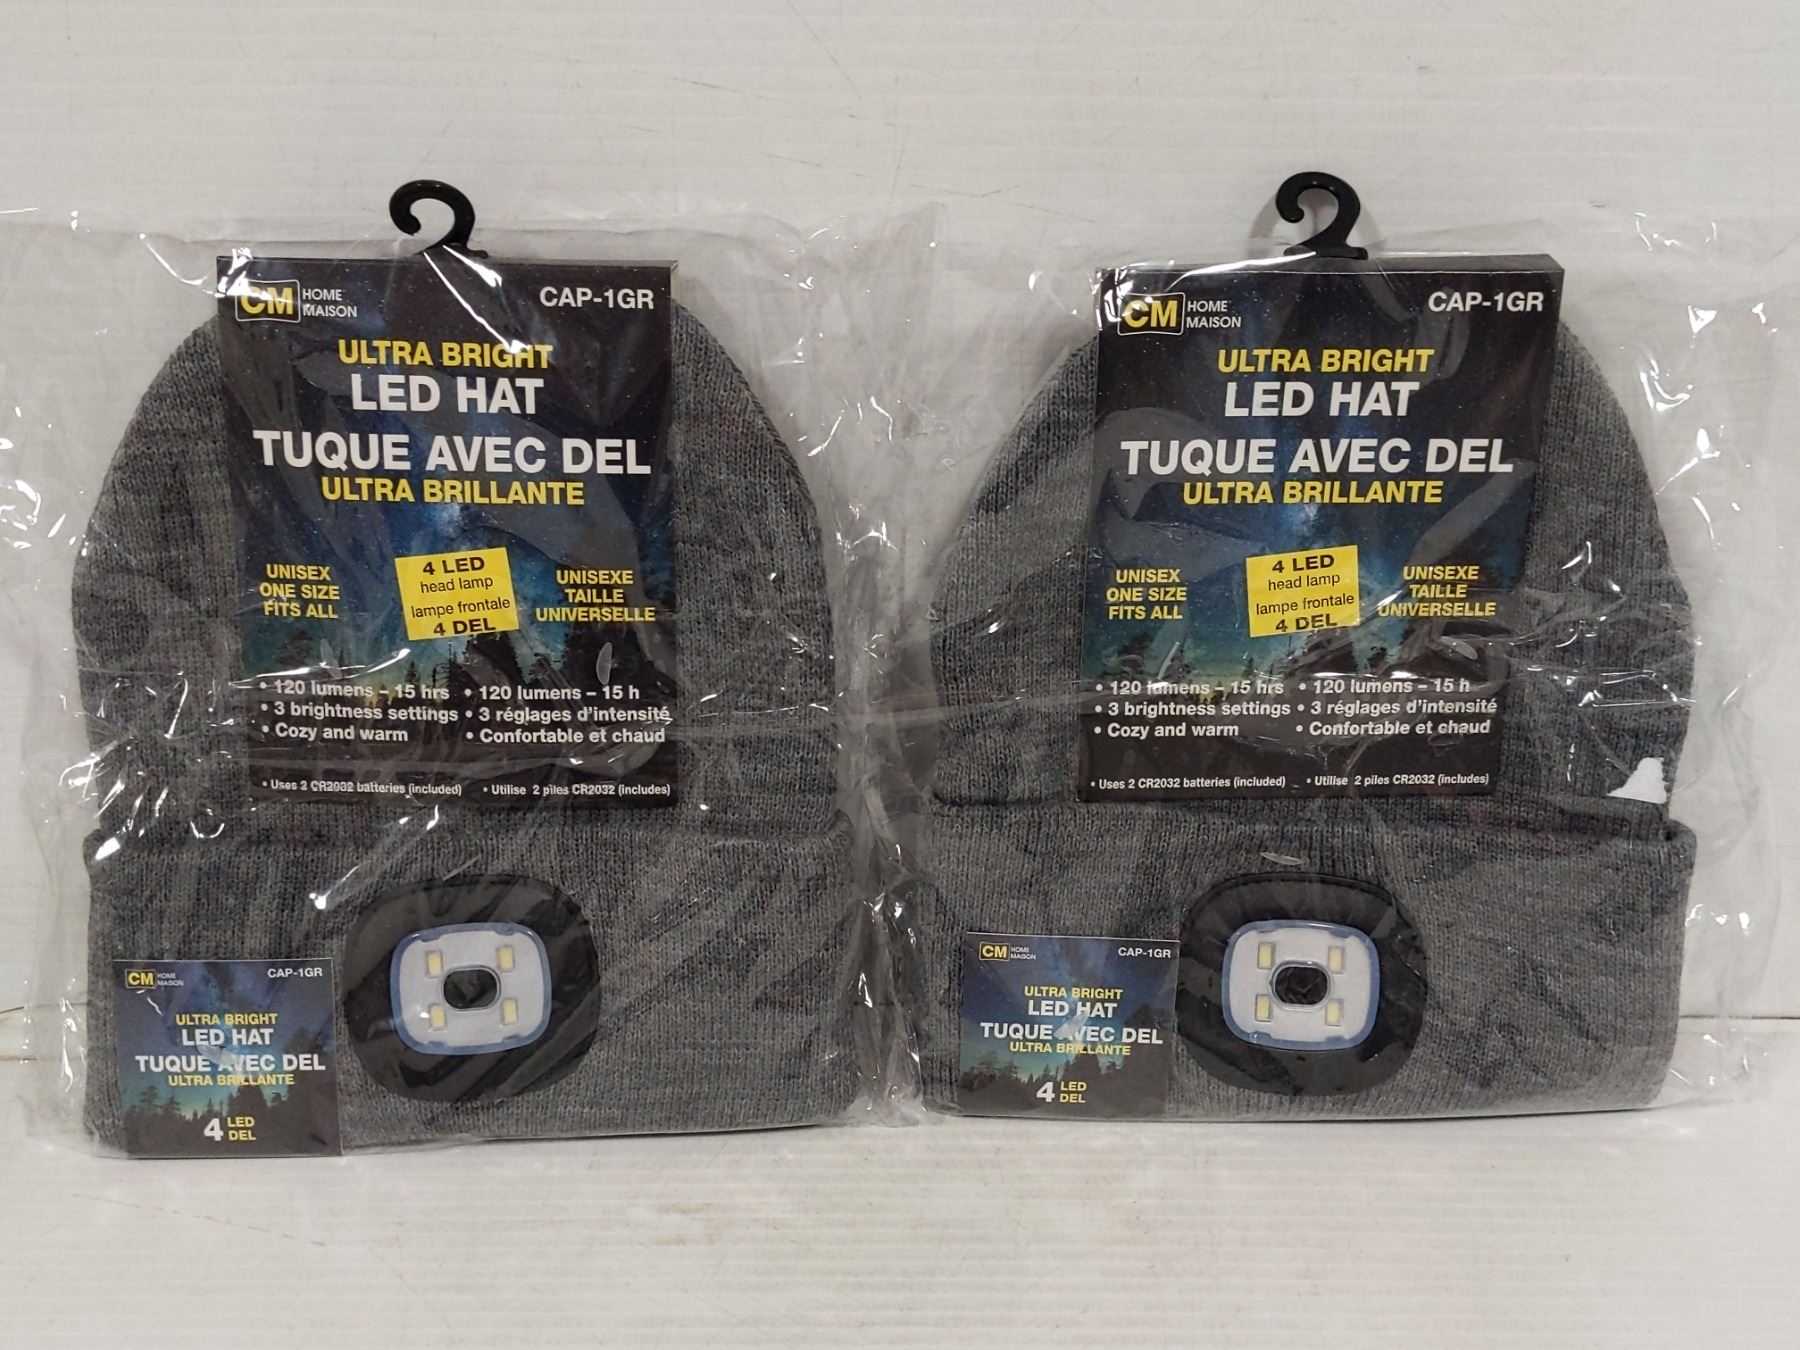 CM HOME MAISON
CAP-1GR
ULTRA BRIGHT
LED HAT
TUQUE AVEC DEL
ULTRA BRILLANTE
UNISEX
ONE SIZE
FITS ALL
4 LED
head lamp
lampe frontale
4 DEL
UNISEXE
TAILLE
UNIVERSELLE
• 120 lumens – 15 hrs
• 3 brightness settings
• Cozy and warm
• 120 lumens – 15 h
• 3 réglages d'intensité
• Confortable et chaud
• Uses 2 CR2032 batteries (included)
• Utilise 2 piles CR2032 (includes)
CM HOME MAISON
CAP-1GR
ULTRA BRIGHT
LED HAT
TUQUE AVEC DEL
ULTRA BRILLANTE
4 LED
DEL
CM HOME MAISON
CAP-1GR
ULTRA BRIGHT
LED HAT
TUQUE AVEC DEL
ULTRA BRILLANTE
UNISEX
ONE SIZE
FITS ALL
4 LED
head lamp
lampe frontale
4 DEL
UNISEXE
TAILLE
UNIVERSELLE
• 120 lumens – 15 hrs
• 3 brightness settings
• Cozy and warm
• 120 lumens – 15 h
• 3 réglages d'intensité
• Confortable et chaud
• Uses 2 CR2032 batteries (included)
• Utilise 2 piles CR2032 (includes)
CM HOME MAISON
CAP-1GR
ULTRA BRIGHT
LED HAT
TUQUE AVEC DEL
ULTRA BRILLANTE
4 LED
DEL